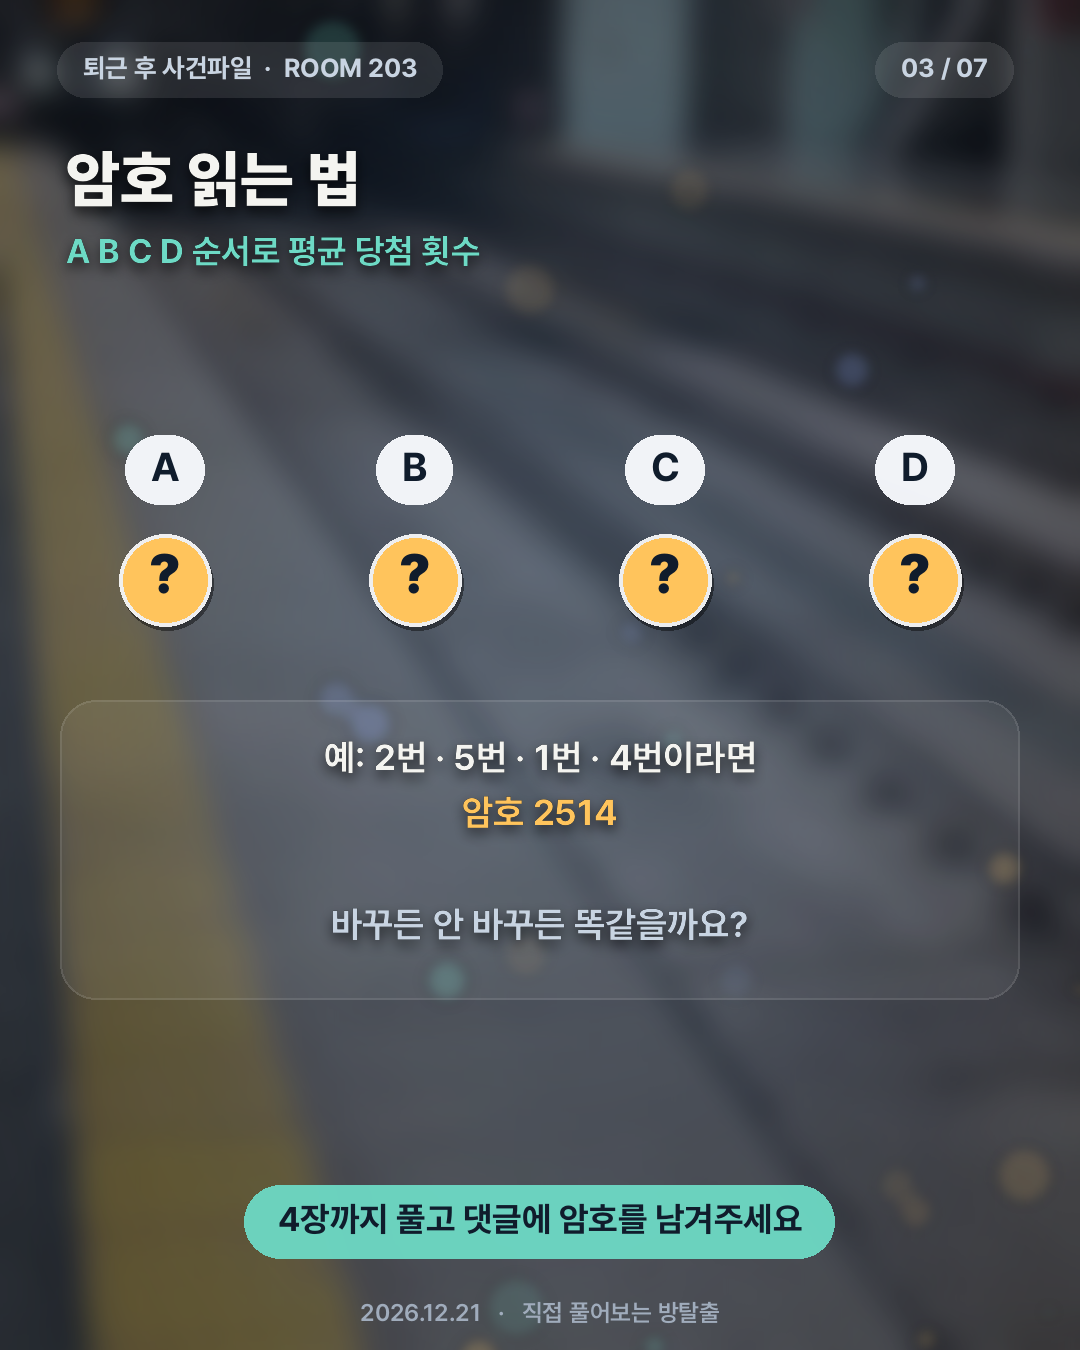 퇴근 후 사건파일 · ROOM 203
03 / 07
암호 읽는 법
A B C D 순서로 평균 당첨 횟수
A B C D
? ? ? ?
예: 2번 · 5번 · 1번 · 4번이라면
암호 2514
바꾸든 안 바꾸든 똑같을까요?
4장까지 풀고 댓글에 암호를 남겨주세요
2026.12.21 · 직접 풀어보는 방탈출